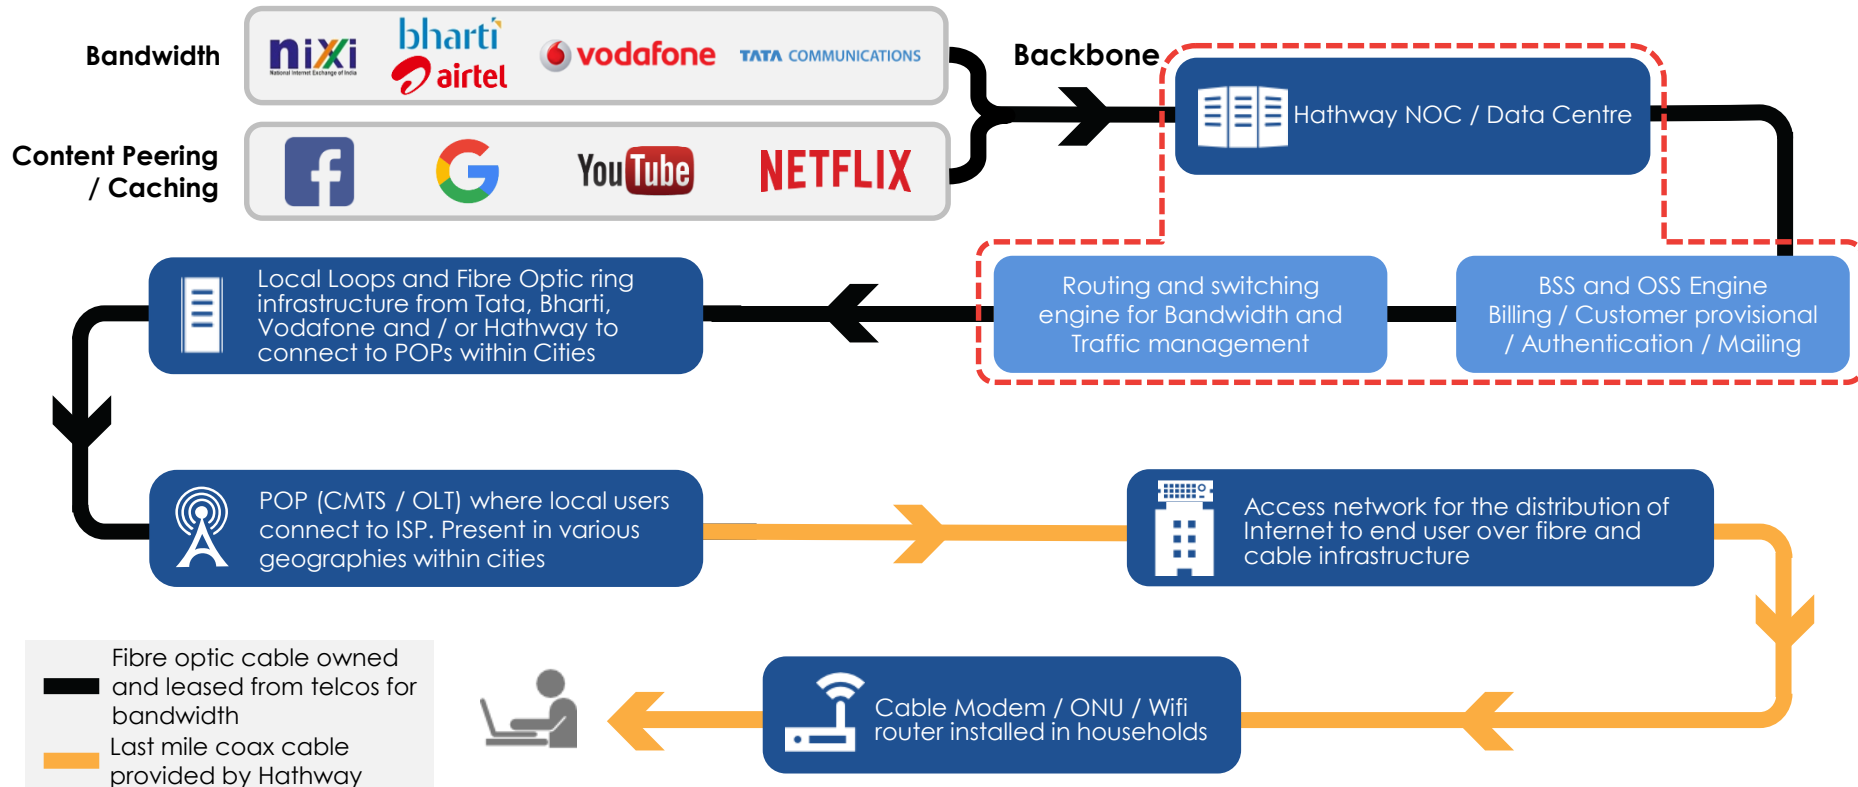 Bandwidth
nixi
National Internet Exchange of India
bharti
airtel
vodafone
TATA COMMUNICATIONS
Backbone
Hathway NOC / Data Centre
Content Peering
/ Caching
f
G
YouTube
NETFLIX
Local Loops and Fibre Optic ring
infrastructure from Tata, Bharti,
Vodafone and / or Hathway to
connect to POPs within Cities
Routing and switching
engine for Bandwidth and
Traffic management
BSS and OSS Engine
Billing / Customer provisional
/ Authentication / Mailing
POP (CMTS / OLT) where local users
connect to ISP. Present in various
geographies within cities
Access network for the distribution of
Internet to end user over fibre and
cable infrastructure
Fibre optic cable owned
and leased from telcos for
bandwidth
Last mile coax cable
provided by Hathway
Cable Modem / ONU / Wifi
router installed in households